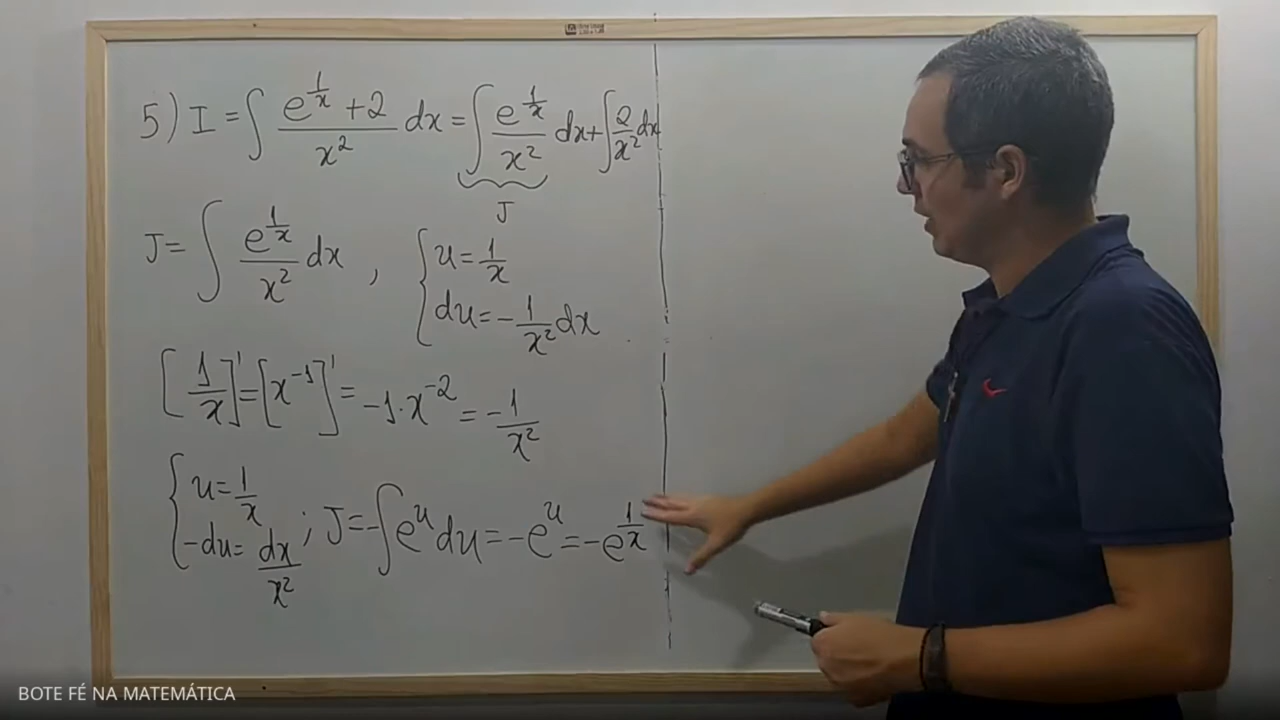 5) I = ∫ (e^(1/x) + 2)/x² dx = ∫ e^(1/x)/x² dx + ∫ 2/x² dx
J
J = ∫ e^(1/x)/x² dx , { u = 1/x
du = -1/x² dx
[1/x]' = [x⁻¹]' = -1·x⁻² = -1/x²
{ u = 1/x
-du = dx/x² ; J = -∫ e^u du = -e^u = -e^(1/x)
BOTE FÉ NA MATEMÁTICA